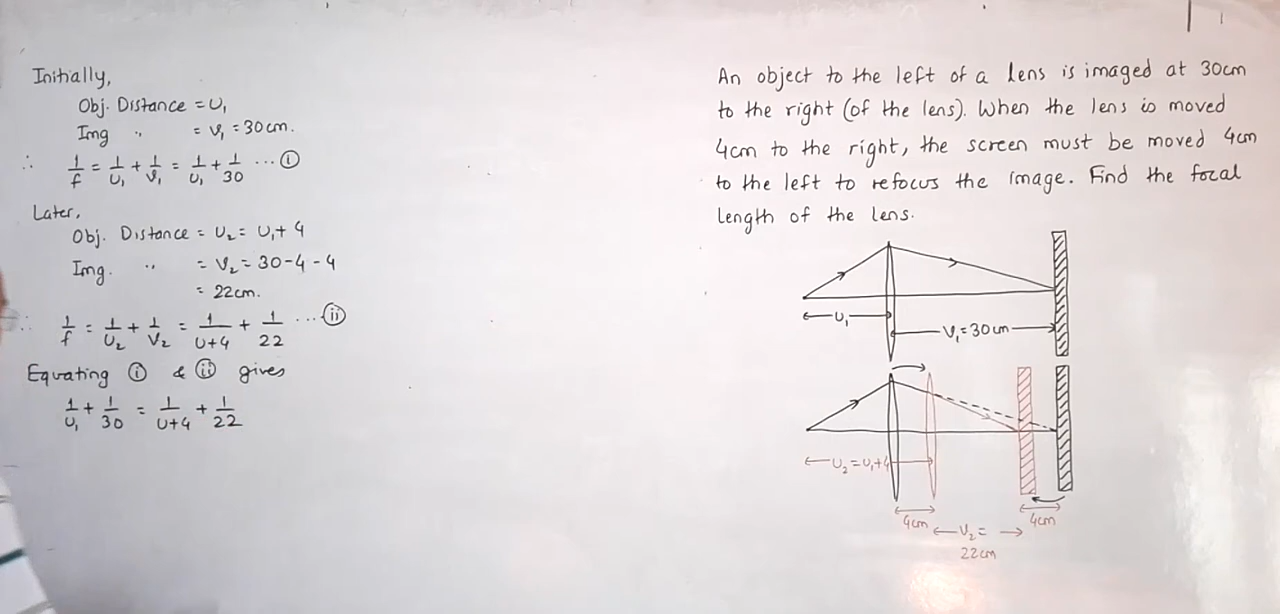 Initially,
Obj. Distance = U₁
Img " = V₁ = 30cm.
∴ 1/f = 1/U₁ + 1/V₁ = 1/U₁ + 1/30 ... ⓘ
Later,
Obj. Distance = U₂ = U₁ + 4
Img. " = V₂ = 30-4-4
= 22cm.
∴ 1/f = 1/U₂ + 1/V₂ = 1/U+4 + 1/22 ... (ii)
Equating ⓘ & (ii) gives
1/U₁ + 1/30 = 1/U+4 + 1/22
An object to the left of a lens is imaged at 30cm
to the right (of the lens). When the lens is moved
4cm to the right, the screen must be moved 4cm
to the left to refocus the image. Find the focal
length of the lens.
U₁
V₁ = 30cm
U₂ = U₁+4
4cm
4cm
V₂ =
22cm